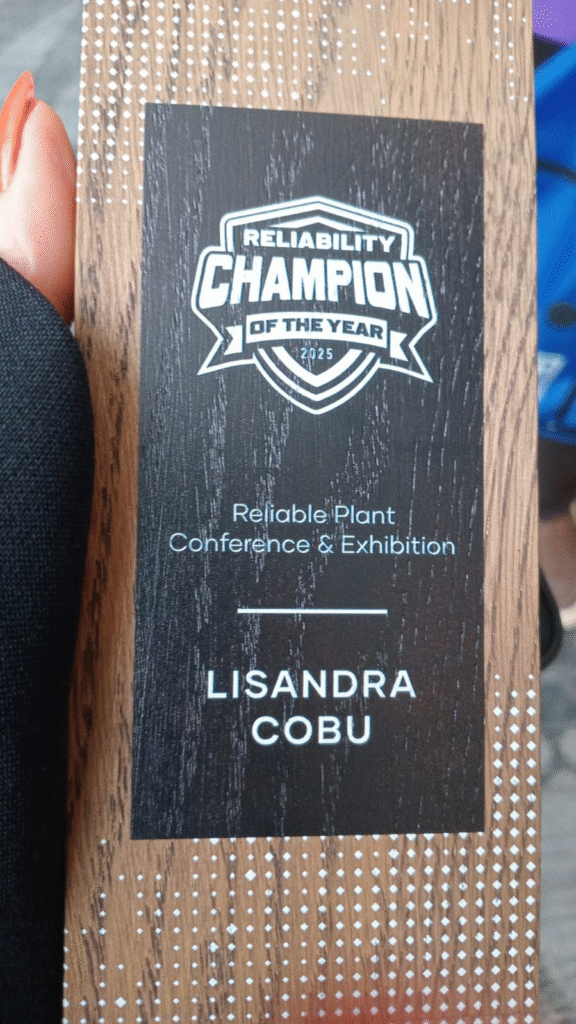 RELIABILITY
CHAMPION
OF THE YEAR
2025
Reliable Plant
Conference & Exhibition
LISANDRA
COBU